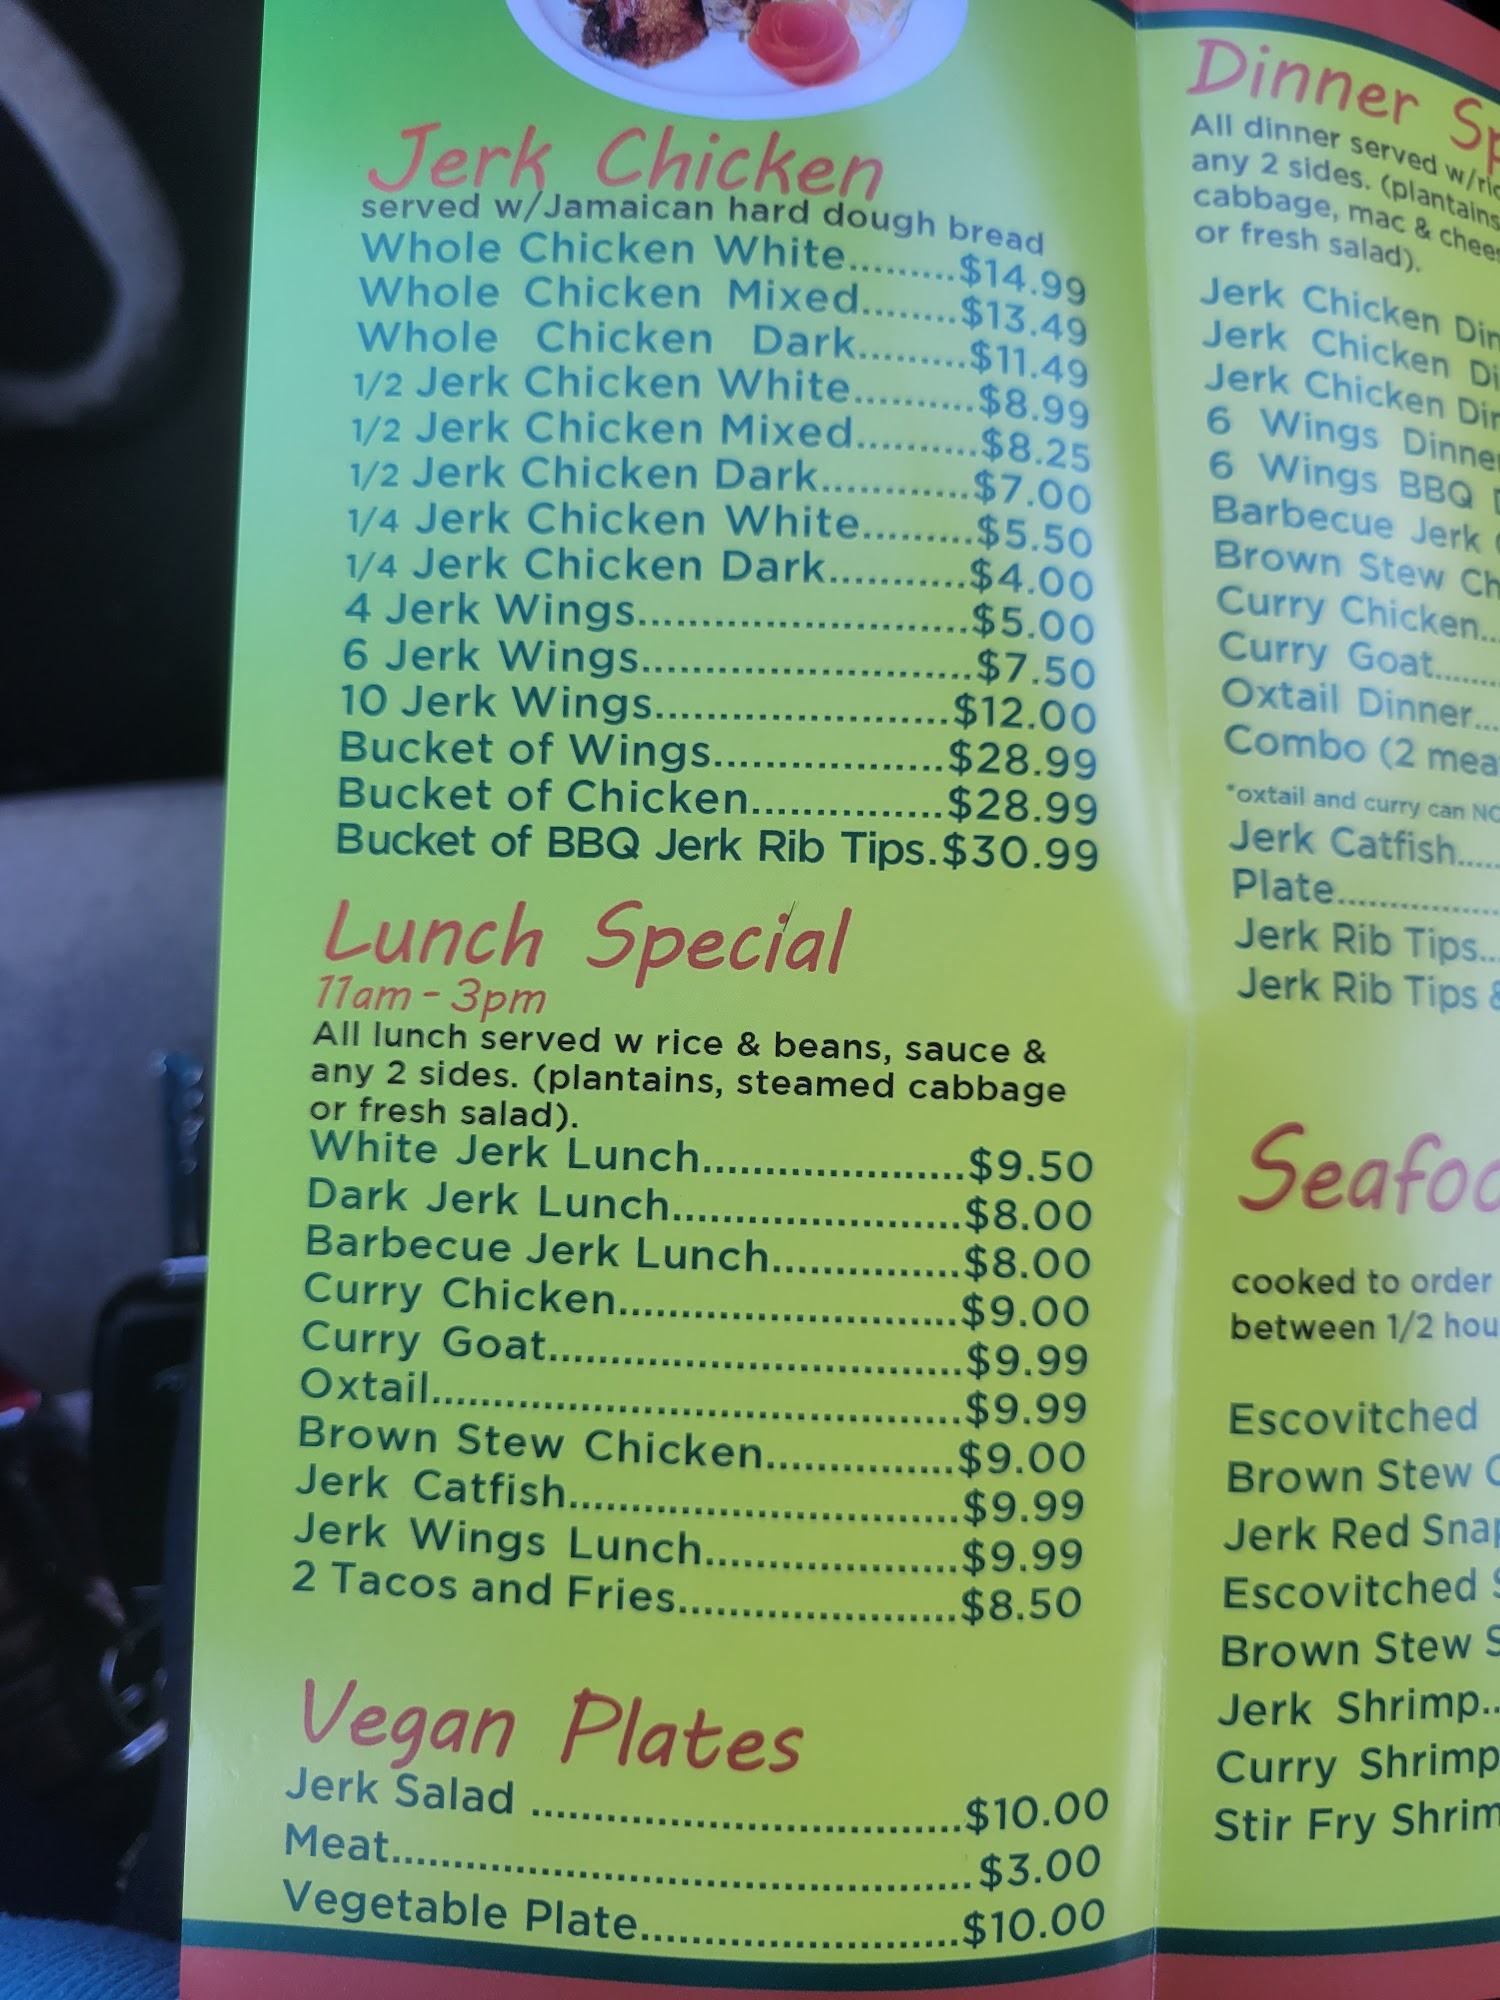 Jerk Chicken
served w/Jamaican hard dough bread
Whole Chicken White.........$14.99
Whole Chicken Mixed........$13.49
Whole Chicken Dark.........$11.49
1/2 Jerk Chicken White..........$8.99
1/2 Jerk Chicken Mixed..........$8.25
1/2 Jerk Chicken Dark............$7.00
1/4 Jerk Chicken White.........$5.50
1/4 Jerk Chicken Dark...........$4.00
4 Jerk Wings..........................$5.00
6 Jerk Wings..........................$7.50
10 Jerk Wings.......................$12.00
Bucket of Wings..................$28.99
Bucket of Chicken...............$28.99
Bucket of BBQ Jerk Rib Tips.$30.99
Lunch Special
11am - 3pm
All lunch served w rice & beans, sauce &
any 2 sides. (plantains, steamed cabbage
or fresh salad).
White Jerk Lunch.....................$9.50
Dark Jerk Lunch.......................$8.00
Barbecue Jerk Lunch...............$8.00
Curry Chicken...........................$9.00
Curry Goat.................................$9.99
Oxtail..........................................$9.99
Brown Stew Chicken...............$9.00
Jerk Catfish...............................$9.99
Jerk Wings Lunch....................$9.99
2 Tacos and Fries......................$8.50
Vegan Plates
Jerk Salad ..................................$10.00
Meat..............................................$3.00
Vegetable Plate.........................$10.00
Dinner
All dinner served
any 2 sides. (plantains
cabbage, mac &
or fresh salad).
Jerk Chicken
Jerk Chicken
Jerk Chicken
6 Wings
6 Wings BBQ
Barbecue Jerk
Brown Stew
Curry Chicken...
Curry Goat.......
Oxtail Dinner...
Combo (2
*oxtail and curry can
Jerk Catfish.....
Plate..............
Jerk Rib Tips...
Jerk Rib Tips
cooked to order
between 1/2
Escovitched
Brown Stew
Jerk Red
Escovitched
Brown Stew
Jerk Shrimp..
Curry Shrimp
Stir Fry